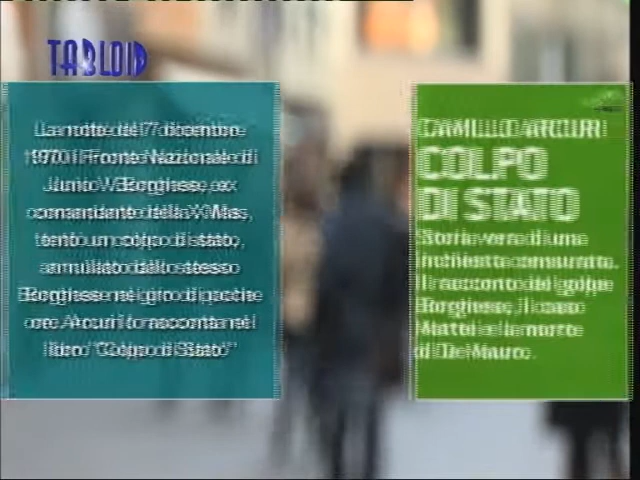 TABLOID
La notte del 7 dicembre
1970 il Fronte Nazionale di
Junio V. Borghese, ex
comandante della X Mas,
tentò un colpo di stato,
annullato dallo stesso
Borghese nel giro di poche
ore. Arcuri lo racconta nel
libro "Colpo di Stato"
CAMILLO ARCURI
COLPO
DI STATO
Storia vera di una
inchiesta censurata.
Il racconto del golpe
Borghese, il caso
Mattei e la morte
di De Mauro.